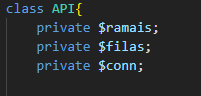 class API{
    private $ramais;
    private $filas;
    private $conn;